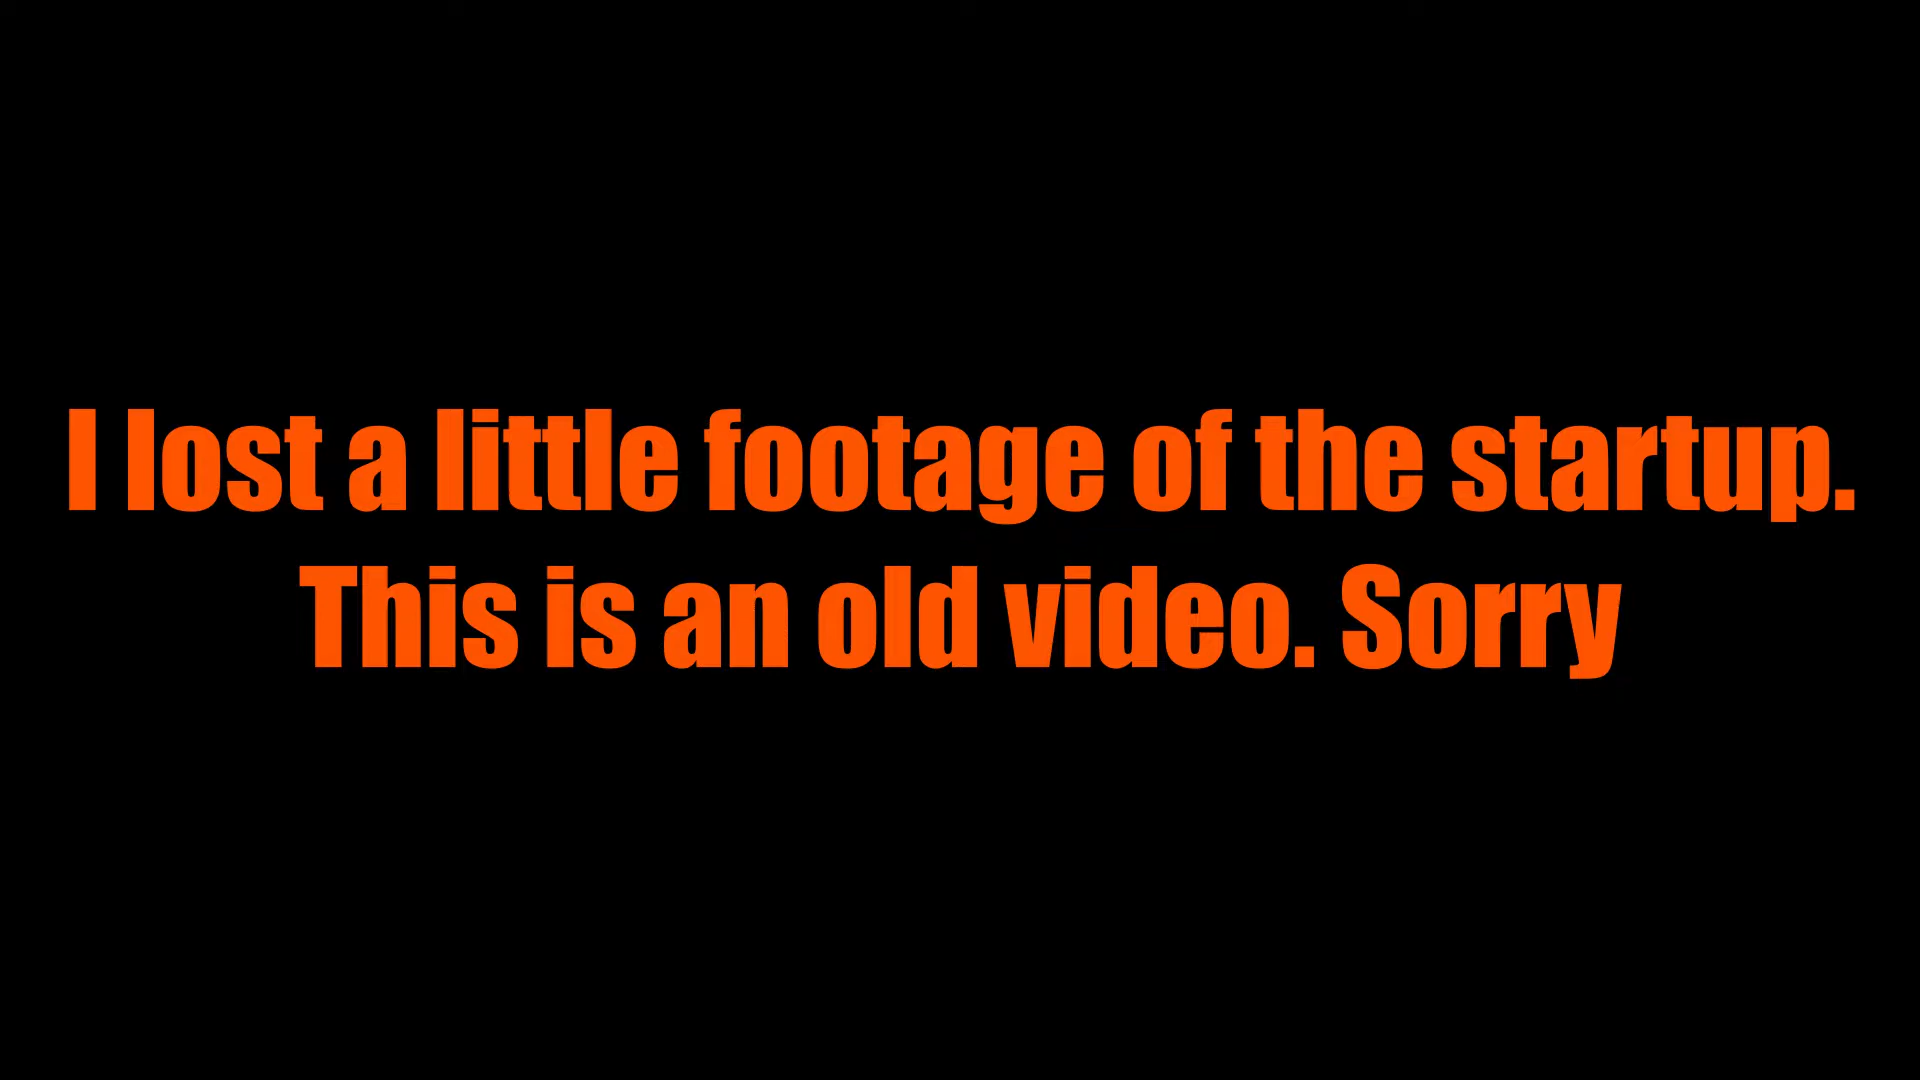 I lost a little footage of the startup.
This is an old video. Sorry